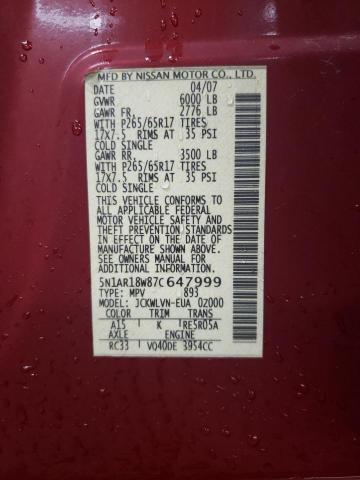 MFD BY NISSAN MOTOR CO., LTD.
DATE 04/07
GVWR 6000 LB
GAWR FR. 2776 LB
WITH P265/65R17 TIRES
17X7.5 RIMS AT 35 PSI
COLD SINGLE
GAWR RR. 3500 LB
WITH P265/65R17 TIRES
17X7.5 RIMS AT 35 PSI
COLD SINGLE
THIS VEHICLE CONFORMS TO
ALL APPLICABLE FEDERAL
MOTOR VEHICLE SAFETY AND
THEFT PREVENTION STANDARDS
IN EFFECT ON THE DATE OF
MANUFACTURE SHOWN ABOVE.
SEE OWNERS MANUAL FOR
ADDITIONAL INFORMATION.
5N1AR18W87C647999
TYPE: MPV 893
MODEL: JCKWLVN-EUA 02000
COLOR TRIM TRANS
A15 K RE5R05A
AXLE ENGINE
RC33 VQ40DE 3954CC